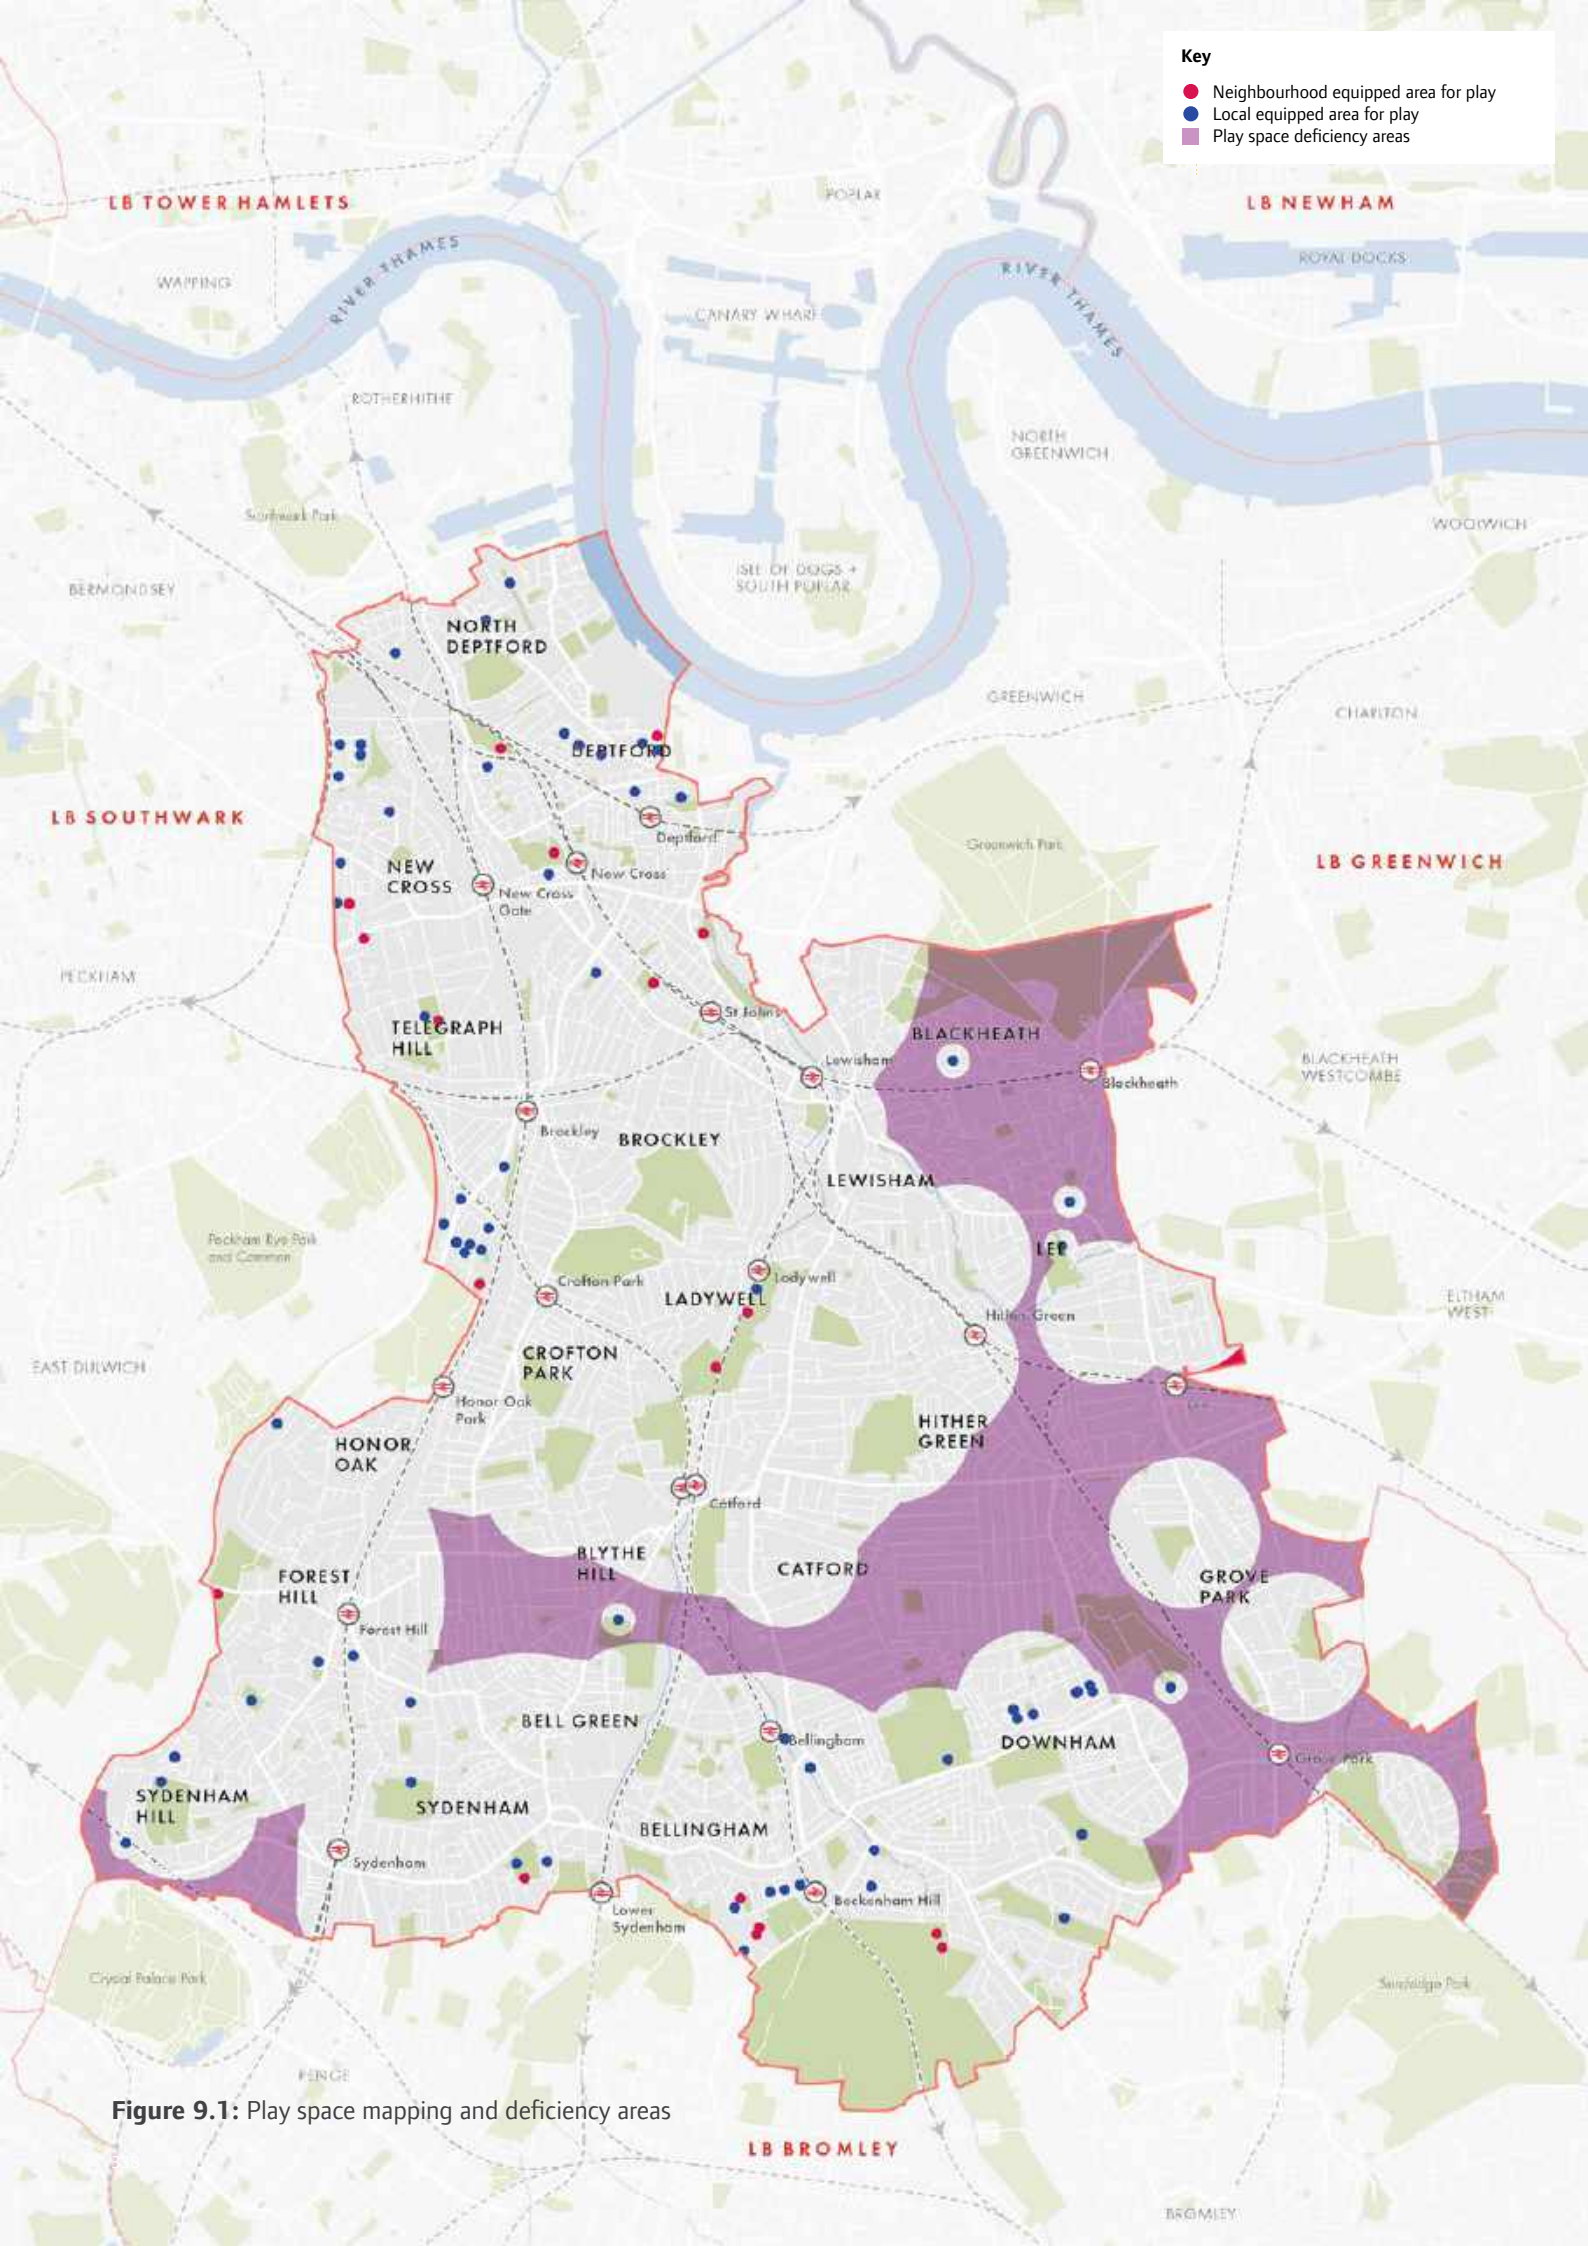 Key
Neighbourhood equipped area for play
Local equipped area for play
Play space deficiency areas
LB TOWER HAMLETS
POPLAR
LB NEWHAM
RIVER THAMES
RIVER THAMES
ROYAL DOCKS
WAPPING
CANARY WHARF
ROTHERHITHE
NORTH
GREENWICH
Southwark Park
WOOLWICH
BERMONDSEY
ISLE OF DOGS +
SOUTH POPLAR
NORTH
DEPTFORD
GREENWICH
CHARLTON
DEPTFORD
LB SOUTHWARK
Deptford
Greenwich Park
LB GREENWICH
NEW
CROSS
New Cross
New Cross
Gate
PECKHAM
TELEGRAPH
HILL
St Johns
BLACKHEATH
Lewisham
BLACKHEATH
WESTCOMBE
Blackheath
Brockley
BROCKLEY
LEWISHAM
Peckham Rye Park
and Common
LEE
Crofton Park
Ladywell
LADYWELL
ELTHAM
WEST
Hither Green
EAST DULWICH
CROFTON
PARK
Honor Oak
Park
Lee
HONOR
OAK
HITHER
GREEN
Catford
BLYTHE
HILL
CATFORD
FOREST
HILL
GROVE
PARK
Forest Hill
BELL GREEN
Bellingham
DOWNHAM
Grove Park
SYDENHAM
HILL
SYDENHAM
BELLINGHAM
Sydenham
Beckenham Hill
Lower
Sydenham
Crystal Palace Park
Sundridge Park
PENGE
Figure 9.1: Play space mapping and deficiency areas
LB BROMLEY
BROMLEY